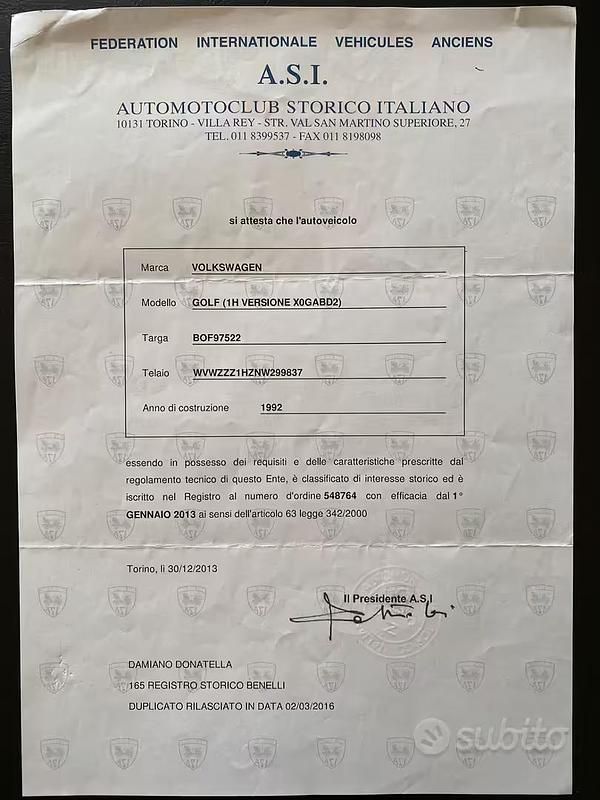 FEDERATION INTERNATIONALE VEHICULES ANCIENS
A.S.I.
AUTOMOTOCLUB STORICO ITALIANO
10131 TORINO - VILLA REY - STR. VAL SAN MARTINO SUPERIORE, 27
TEL. 011 8399537 - FAX 011 8198098
si attesta che l'autoveicolo
Marca VOLKSWAGEN
Modello GOLF (1H VERSIONE X0GABD2)
Targa BOF97522
Telaio WVWZZZ1HZNW299837
Anno di costruzione 1992
essendo in possesso dei requisiti e delle caratteristiche prescritte dal
regolamento tecnico di questo Ente, è classificato di interesse storico ed è
iscritto nel Registro al numero d'ordine 548764 con efficacia dal 1°
GENNAIO 2013 ai sensi dell'articolo 63 legge 342/2000
Torino, lì 30/12/2013
Il Presidente A.S.I
DAMIANO DONATELLA
165 REGISTRO STORICO BENELLI
DUPLICATO RILASCIATO IN DATA 02/03/2016
subito